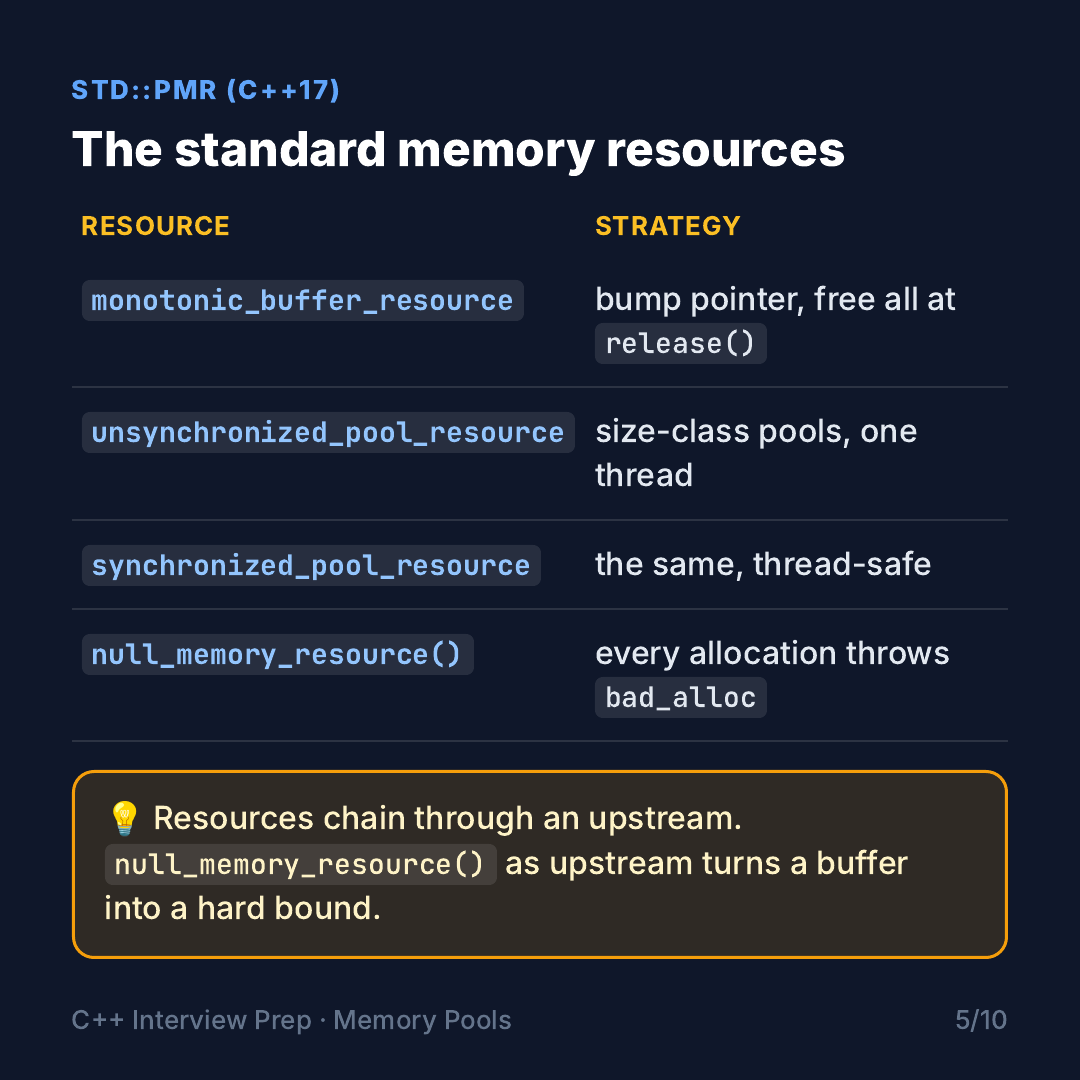 STD::PMR (C++17)
The standard memory resources
RESOURCE STRATEGY
monotonic_buffer_resource bump pointer, free all at
release()
unsynchronized_pool_resource size-class pools, one
thread
synchronized_pool_resource the same, thread-safe
null_memory_resource() every allocation throws
bad_alloc
💡 Resources chain through an upstream.
null_memory_resource() as upstream turns a buffer
into a hard bound.
C++ Interview Prep · Memory Pools 5/10